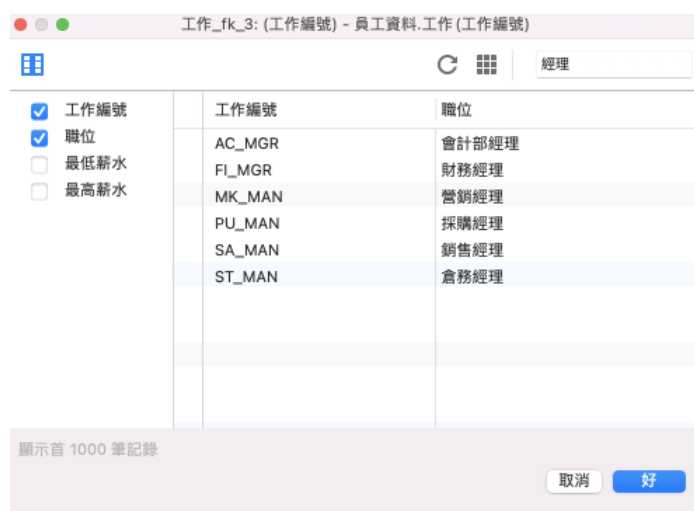 工作_fk_3: (工作編號) - 員工資料.工作 (工作編號)
經理
工作編號
職位
最低薪水
最高薪水
工作編號 職位
AC_MGR 會計部經理
FI_MGR 財務經理
MK_MAN 營銷經理
PU_MAN 採購經理
SA_MAN 銷售經理
ST_MAN 倉務經理
顯示首 1000 筆記錄
取消 好